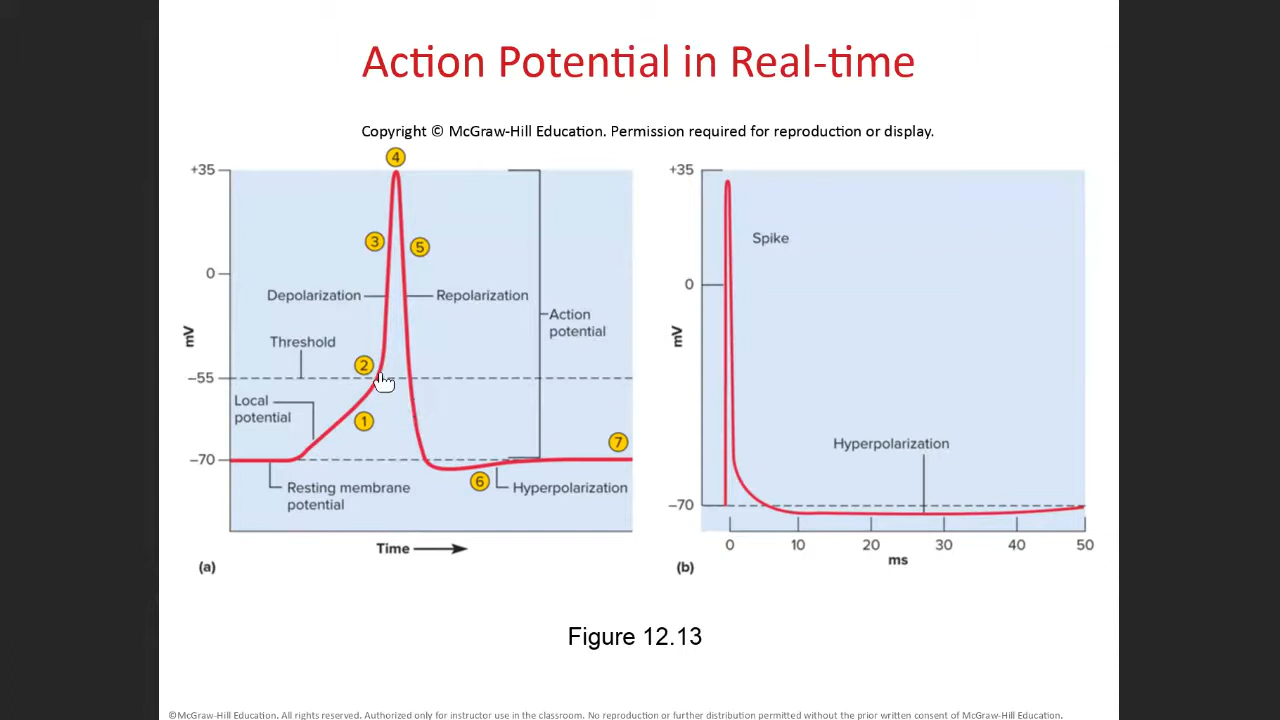 Action Potential in Real-time
Copyright © McGraw-Hill Education. Permission required for reproduction or display.
4
+35
3
5
0
Depolarization
Repolarization
Action
potential
mV
Threshold
2
–55
Local
potential
1
7
–70
6
Resting membrane
potential
Hyperpolarization
Time
(a)
+35
Spike
0
mV
Hyperpolarization
–70
0 10 20 30 40 50
ms
(b)
Figure 12.13
©McGraw-Hill Education. All rights reserved. Authorized only for instructor use in the classroom. No reproduction or further distribution permitted without the prior written consent of McGraw-Hill Education.